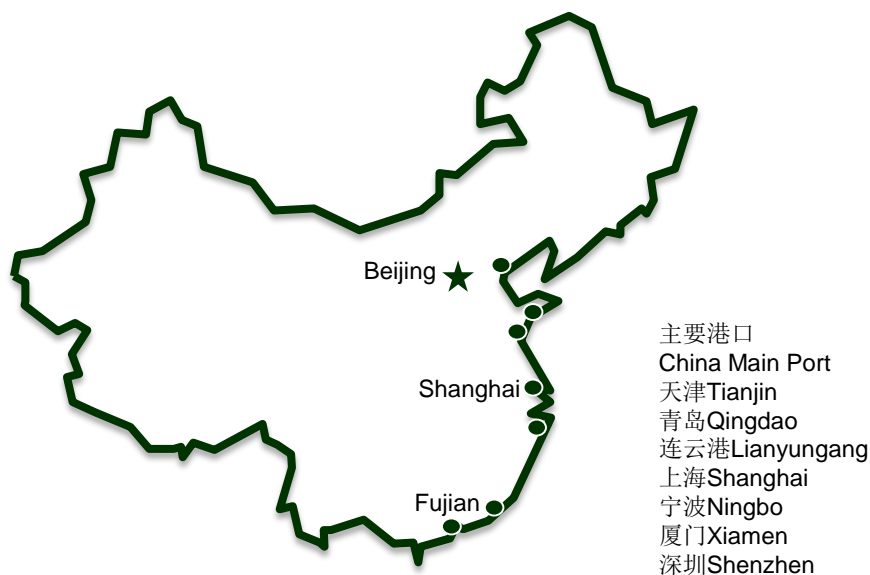 Beijing
Shanghai
Fujian
主要港口
China Main Port
天津Tianjin
青岛Qingdao
连云港Lianyungang
上海Shanghai
宁波Ningbo
厦门Xiamen
深圳Shenzhen